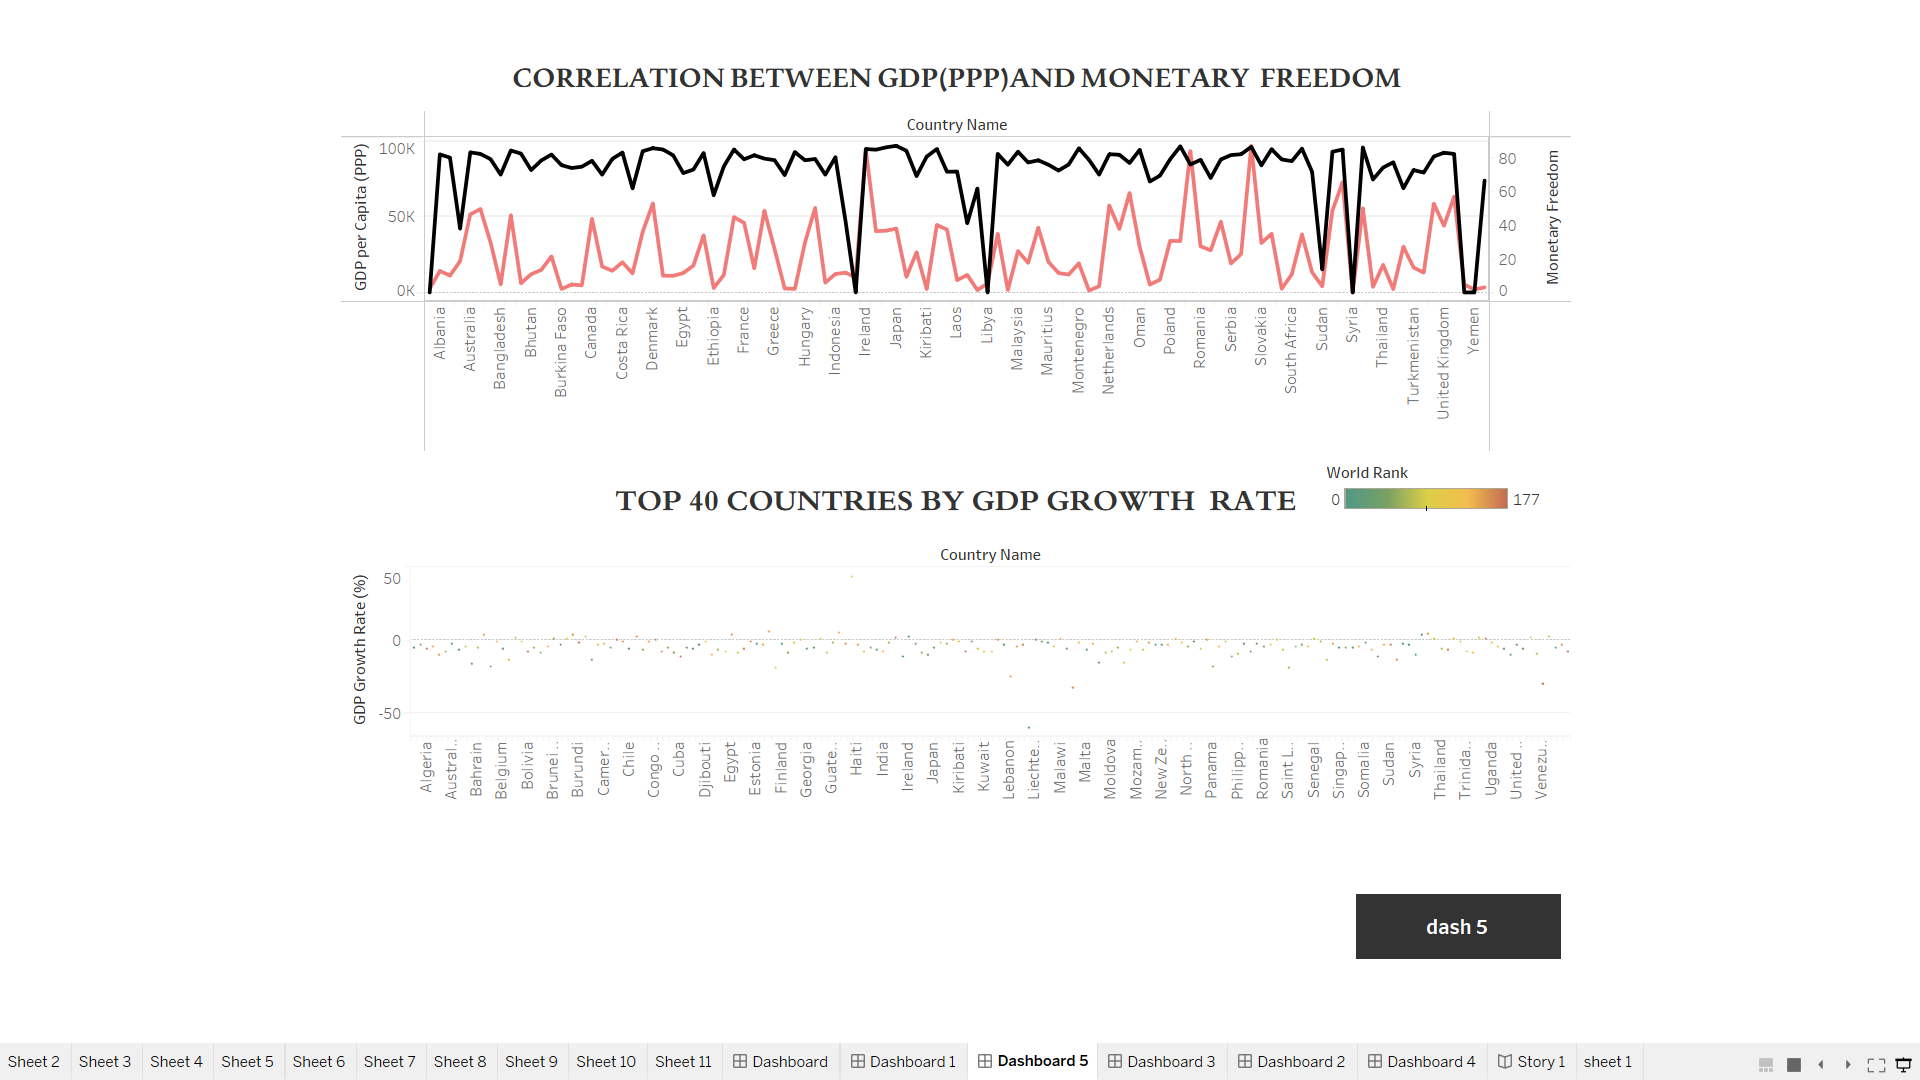 CORRELATION BETWEEN GDP(PPP)AND MONETARY FREEDOM
Country Name
GDP per Capita (PPP)
100K
50K
0K
Monetary Freedom
80
60
40
20
0
Albania
Australia
Bangladesh
Bhutan
Burkina Faso
Canada
Costa Rica
Denmark
Egypt
Ethiopia
France
Greece
Hungary
Indonesia
Ireland
Japan
Kiribati
Laos
Libya
Malaysia
Mauritius
Montenegro
Netherlands
Oman
Poland
Romania
Serbia
Slovakia
South Africa
Sudan
Syria
Thailand
Turkmenistan
United Kingdom
Yemen
World Rank
0 177
TOP 40 COUNTRIES BY GDP GROWTH RATE
Country Name
GDP Growth Rate (%)
50
0
-50
Algeria
Austral..
Bahrain
Belgium
Bolivia
Brunei ..
Burundi
Camer..
Chile
Congo ..
Cuba
Djibouti
Egypt
Estonia
Finland
Georgia
Guate..
Haiti
India
Ireland
Japan
Kiribati
Kuwait
Lebanon
Liechte..
Malawi
Malta
Moldova
Mozam..
New Ze..
North ..
Panama
Philipp..
Romania
Saint L..
Senegal
Singap..
Somalia
Sudan
Syria
Thailand
Trinida..
Uganda
United ..
Venezu..
dash 5
Sheet 2 Sheet 3 Sheet 4 Sheet 5 Sheet 6 Sheet 7 Sheet 8 Sheet 9 Sheet 10 Sheet 11 Dashboard Dashboard 1 Dashboard 5 Dashboard 3 Dashboard 2 Dashboard 4 Story 1 sheet 1